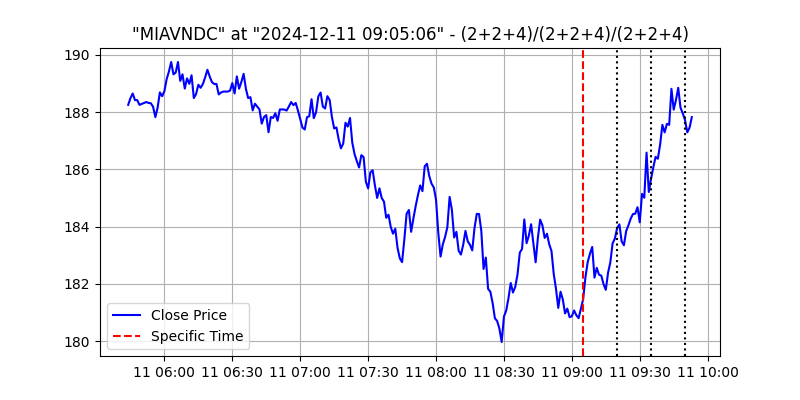 "MIAVNDC" at "2024-12-11 09:05:06" - (2+2+4)/(2+2+4)/(2+2+4)
190
188
186
184
182
180
Close Price
Specific Time
11 06:00 11 06:30 11 07:00 11 07:30 11 08:00 11 08:30 11 09:00 11 09:30 11 10:00